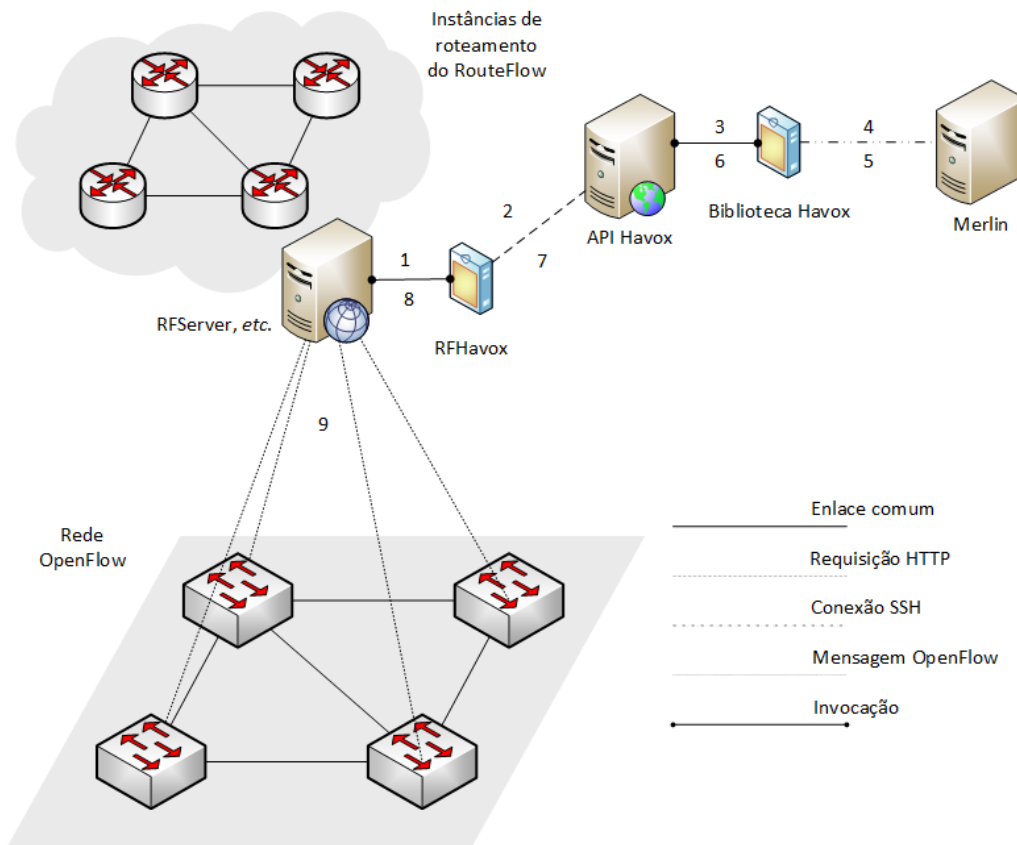 Instâncias de
roteamento
do RouteFlow
3
4
6
5
Biblioteca Havox
API Havox
Merlin
2
7
1
8
RFServer, etc.
RFHavox
9
Rede
OpenFlow
Enlace comum
Requisição HTTP
Conexão SSH
Mensagem OpenFlow
Invocação